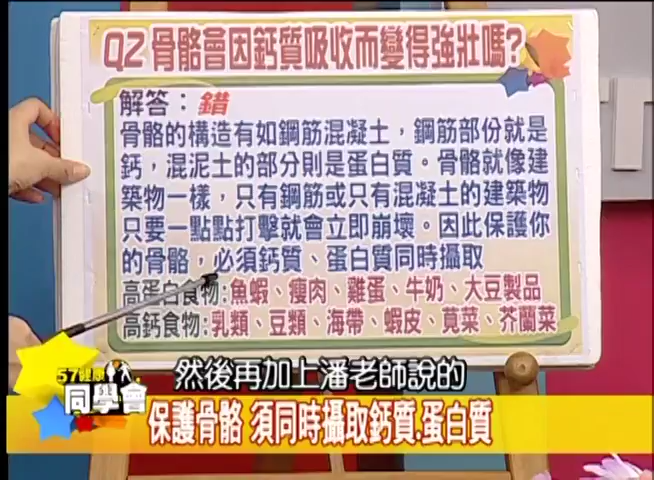 Q2 骨骼會因鈣質吸收而變得強壯嗎?
解答：錯
骨骼的構造有如鋼筋混凝土，鋼筋部份就是
鈣，混泥土的部分則是蛋白質。骨骼就像建
築物一樣，只有鋼筋或只有混凝土的建築物
只要一點點打擊就會立即崩壞。因此保護你
的骨骼，必須鈣質、蛋白質同時攝取
高蛋白食物:魚蝦、瘦肉、雞蛋、牛奶、大豆製品
高鈣食物:乳類、豆類、海帶、蝦皮、莧菜、芥蘭菜
然後再加上潘老師說的
57健康
同學會
保護骨骼 須同時攝取鈣質.蛋白質